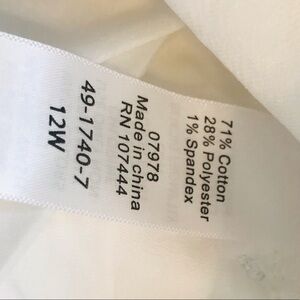 71% Cotton
28% Polyester
1% Spandex
07978
Made in china
RN 107444
49-1740-7
12W